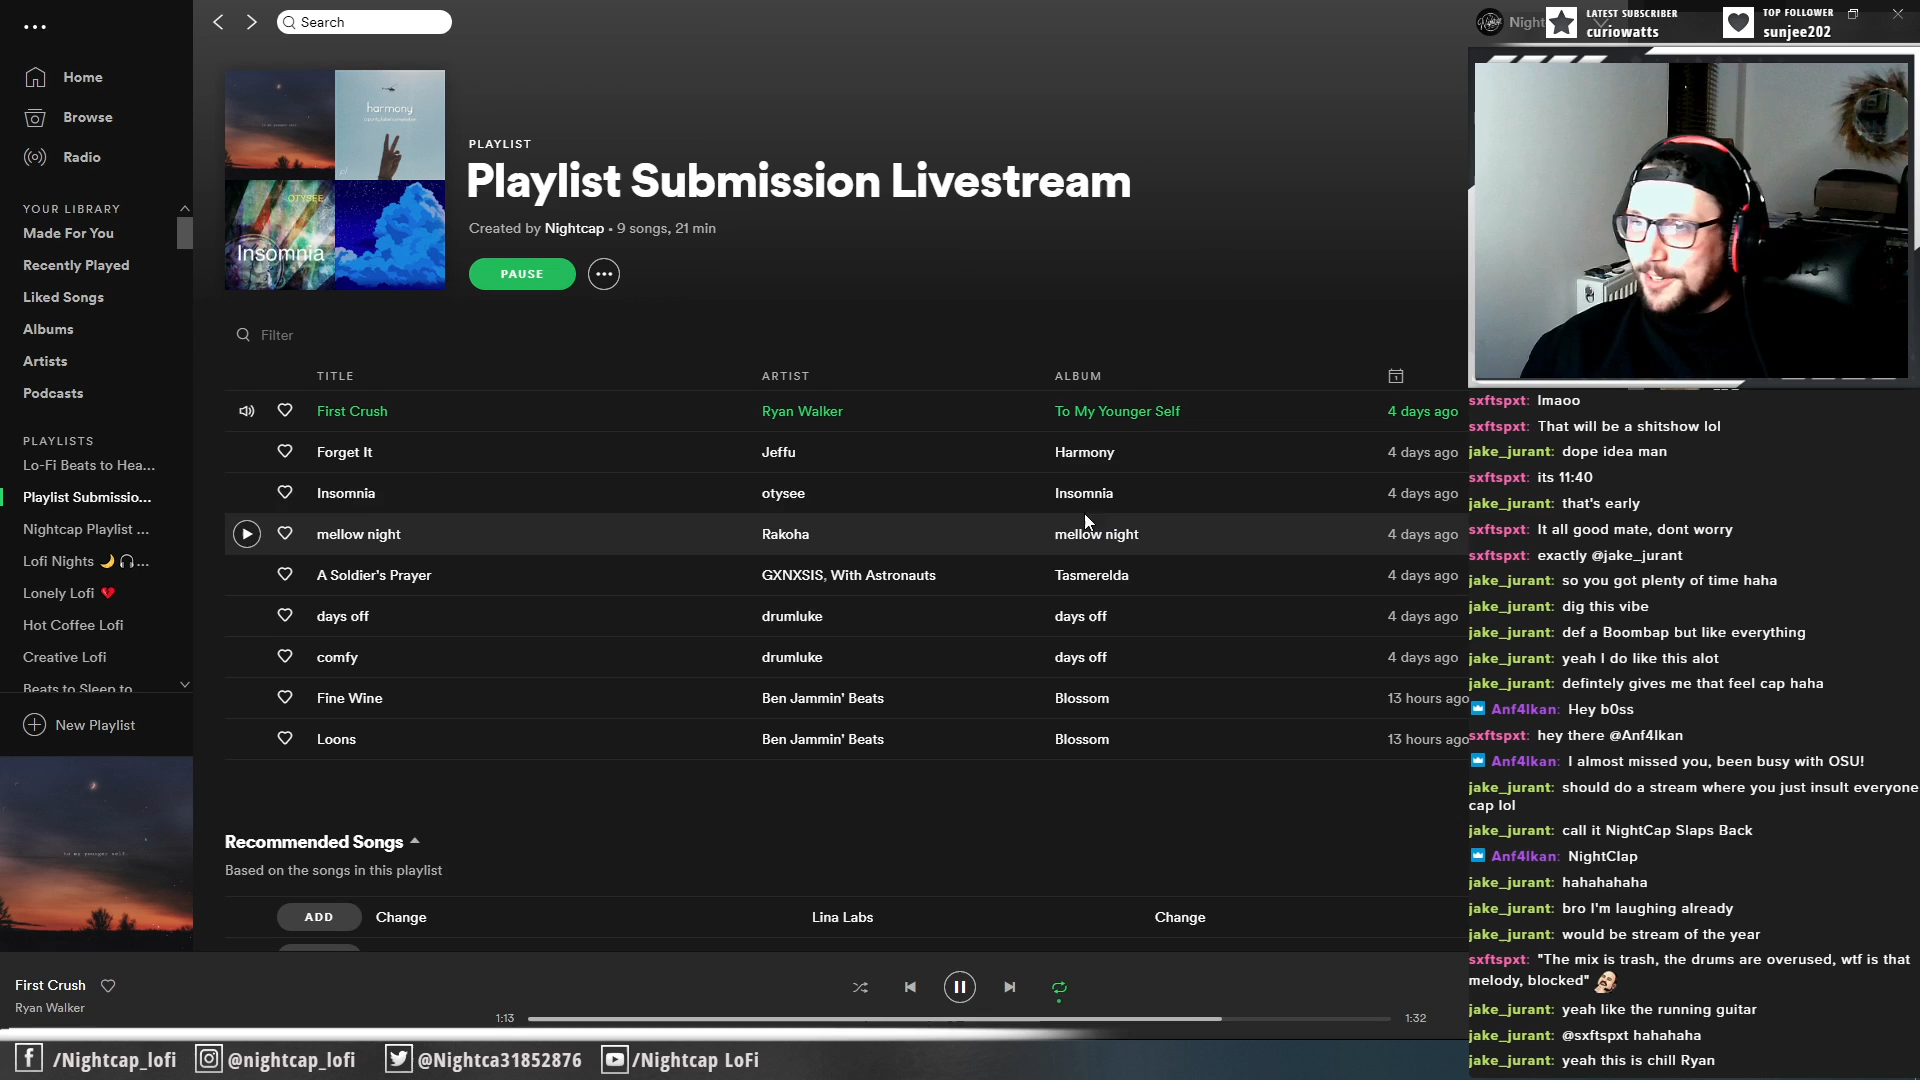 Search
Night
LATEST SUBSCRIBER
curiowatts
TOP FOLLOWER
sunjee202
Home
Browse
Radio
YOUR LIBRARY
Made For You
Recently Played
Liked Songs
Albums
Artists
Podcasts
PLAYLISTS
Lo-Fi Beats to Hea...
Playlist Submissio...
Nightcap Playlist ...
Lofi Nights 🌙🎧...
Lonely Lofi 💔
Hot Coffee Lofi
Creative Lofi
Beats to Sleep to
New Playlist
harmony
OTYSEE
Insomnia
PLAYLIST
Playlist Submission Livestream
Created by Nightcap • 9 songs, 21 min
PAUSE
Filter
TITLE ARTIST ALBUM
First Crush Ryan Walker To My Younger Self 4 days ago
Forget It Jeffu Harmony 4 days ago
Insomnia otysee Insomnia 4 days ago
mellow night Rakoha mellow night 4 days ago
A Soldier's Prayer GXNXSIS, With Astronauts Tasmerelda 4 days ago
days off drumluke days off 4 days ago
comfy drumluke days off 4 days ago
Fine Wine Ben Jammin' Beats Blossom 13 hours ago
Loons Ben Jammin' Beats Blossom 13 hours ago
Recommended Songs
Based on the songs in this playlist
ADD Change Lina Labs Change
sxftspxt: lmaoo
sxftspxt: That will be a shitshow lol
jake_jurant: dope idea man
sxftspxt: its 11:40
jake_jurant: that's early
sxftspxt: It all good mate, dont worry
sxftspxt: exactly @jake_jurant
jake_jurant: so you got plenty of time haha
jake_jurant: dig this vibe
jake_jurant: def a Boombap but like everything
jake_jurant: yeah I do like this alot
jake_jurant: defintely gives me that feel cap haha
Anf4lkan: Hey b0ss
sxftspxt: hey there @Anf4lkan
Anf4lkan: I almost missed you, been busy with OSU!
jake_jurant: should do a stream where you just insult everyone
cap lol
jake_jurant: call it NightCap Slaps Back
Anf4lkan: NightClap
jake_jurant: hahahahaha
jake_jurant: bro I'm laughing already
jake_jurant: would be stream of the year
sxftspxt: "The mix is trash, the drums are overused, wtf is that
melody, blocked"
jake_jurant: yeah like the running guitar
jake_jurant: @sxftspxt hahahaha
jake_jurant: yeah this is chill Ryan
to my younger self.
First Crush
Ryan Walker
1:13
1:32
/Nightcap_lofi @nightcap_lofi @Nightca31852876 /Nightcap LoFi